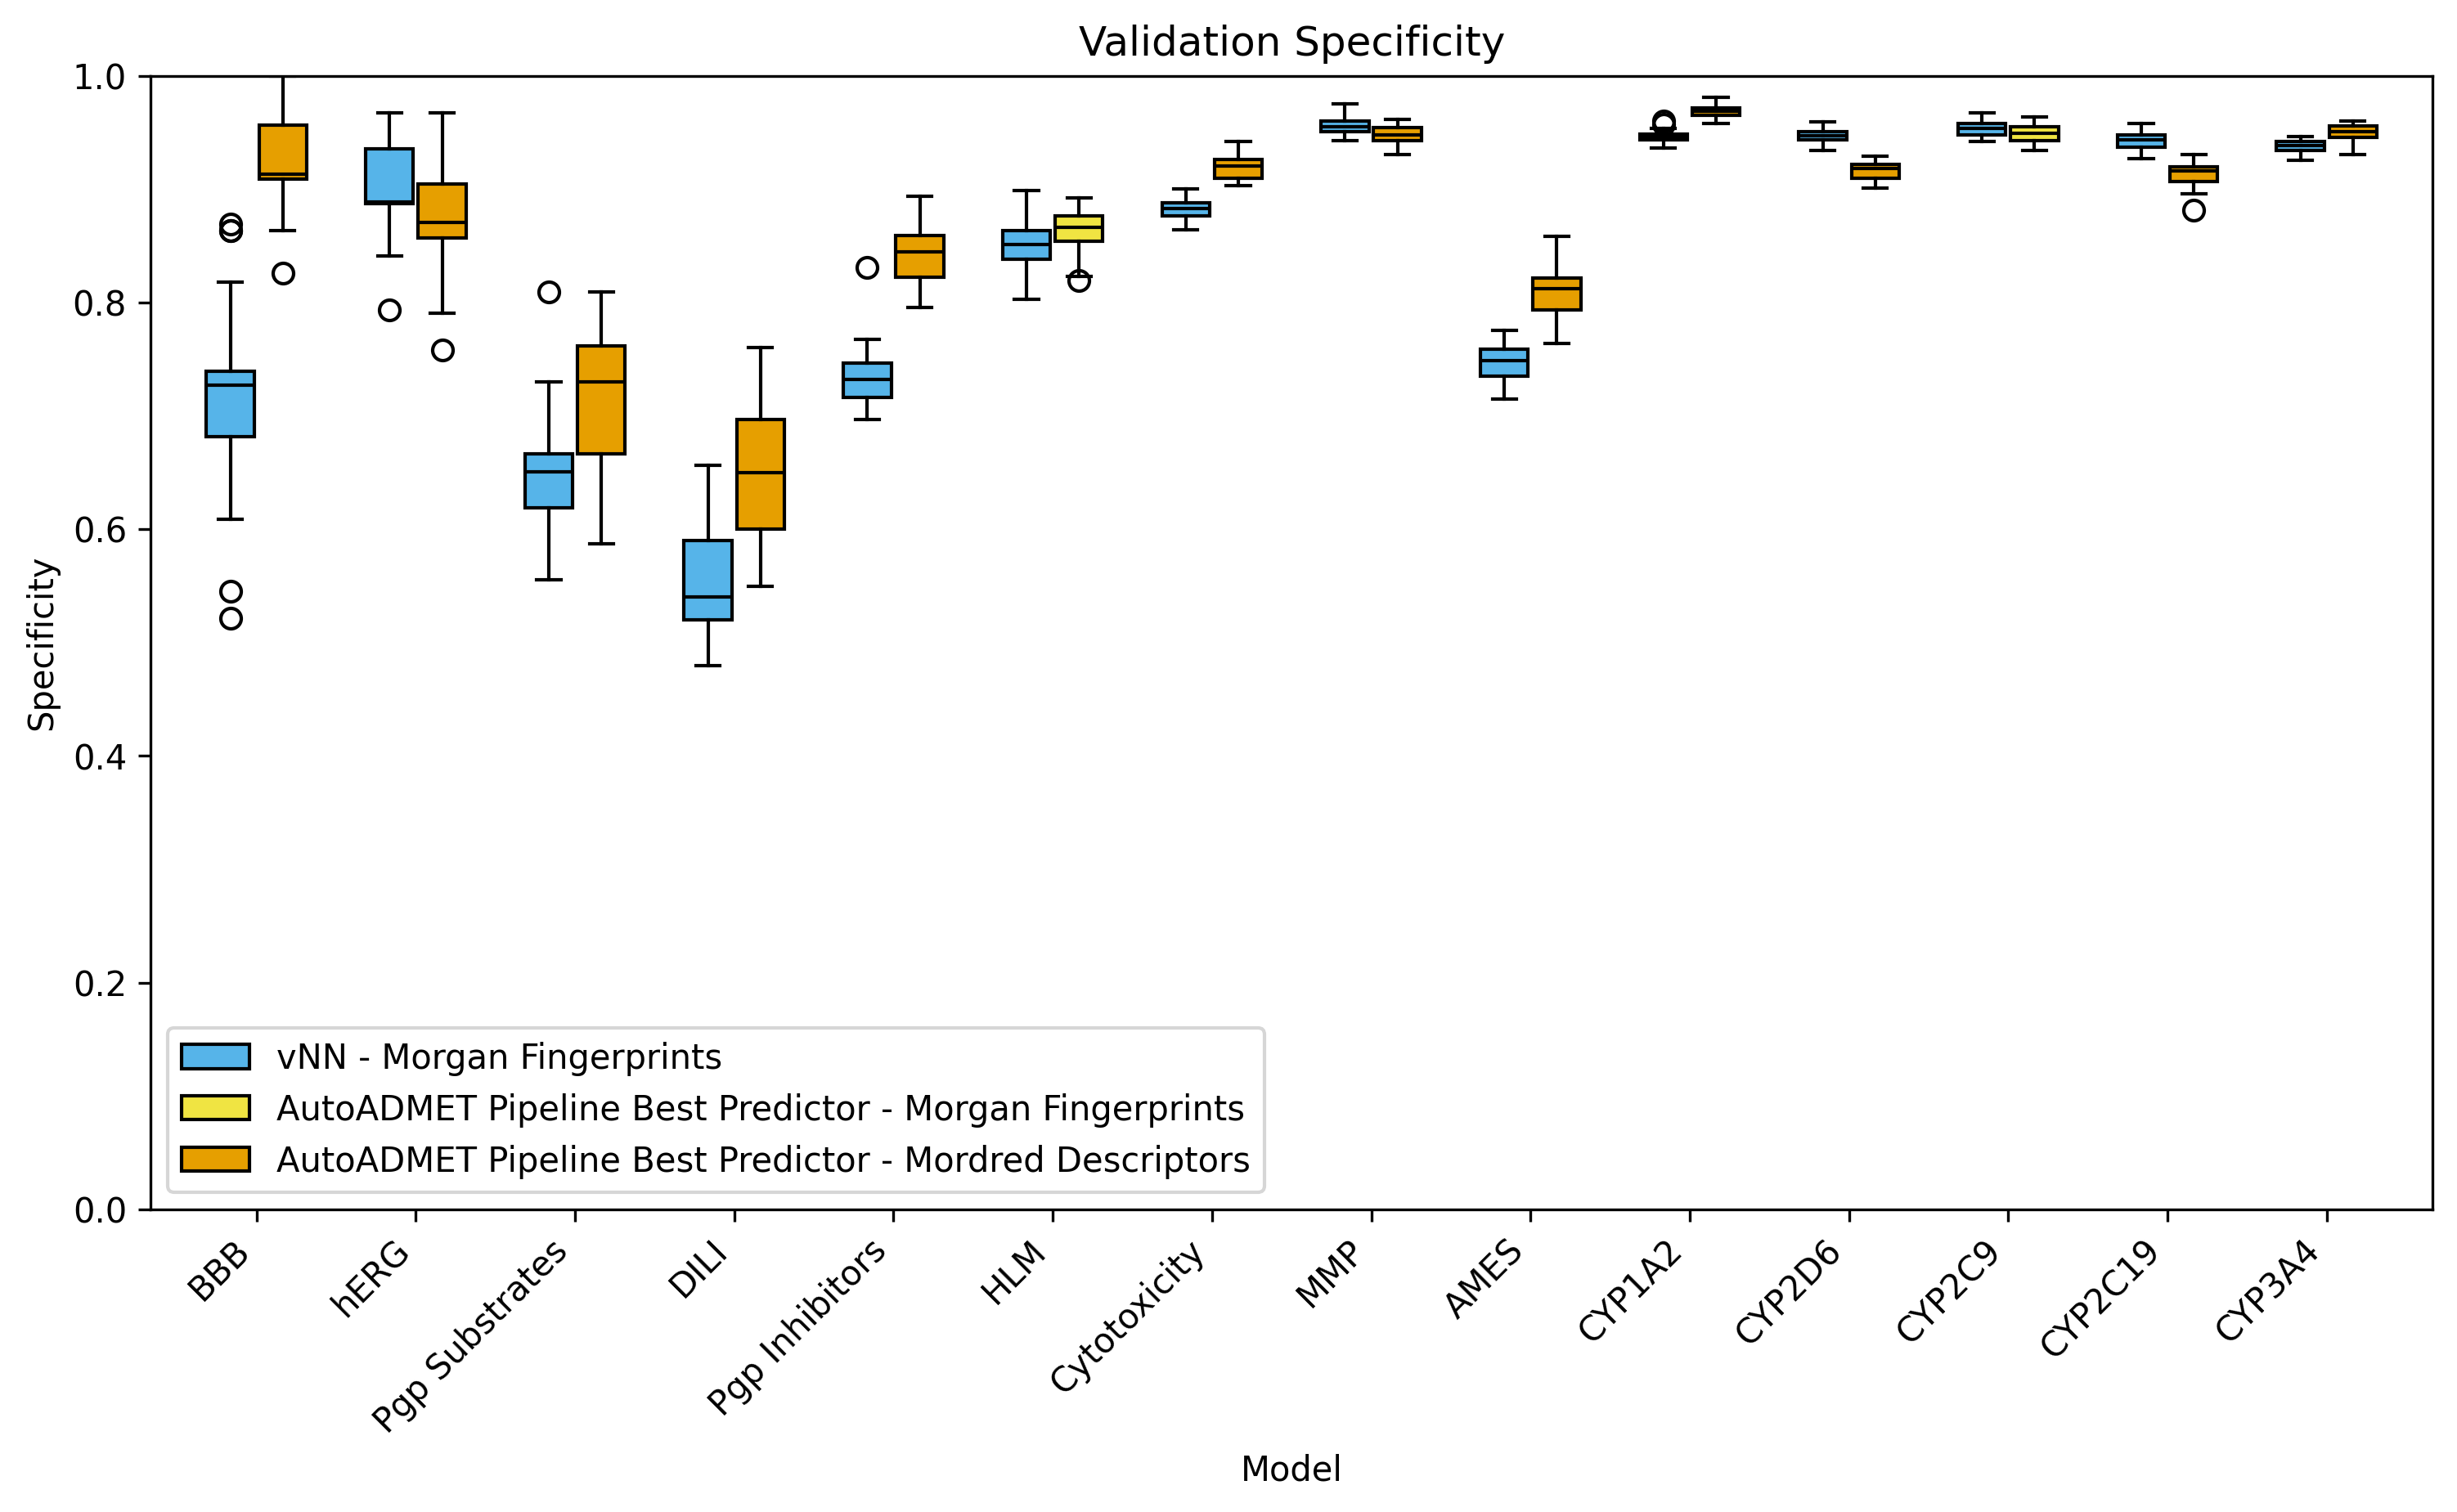 Validation Specificity
1.0
0.8
0.6
0.4
0.2
0.0
Specificity
vNN - Morgan Fingerprints
AutoADMET Pipeline Best Predictor - Morgan Fingerprints
AutoADMET Pipeline Best Predictor - Mordred Descriptors
BBB
hERG
Pgp Substrates
DILI
Pgp Inhibitors
HLM
Cytotoxicity
MMP
AMES
CYP1A2
CYP2D6
CYP2C9
CYP2C19
CYP3A4
Model